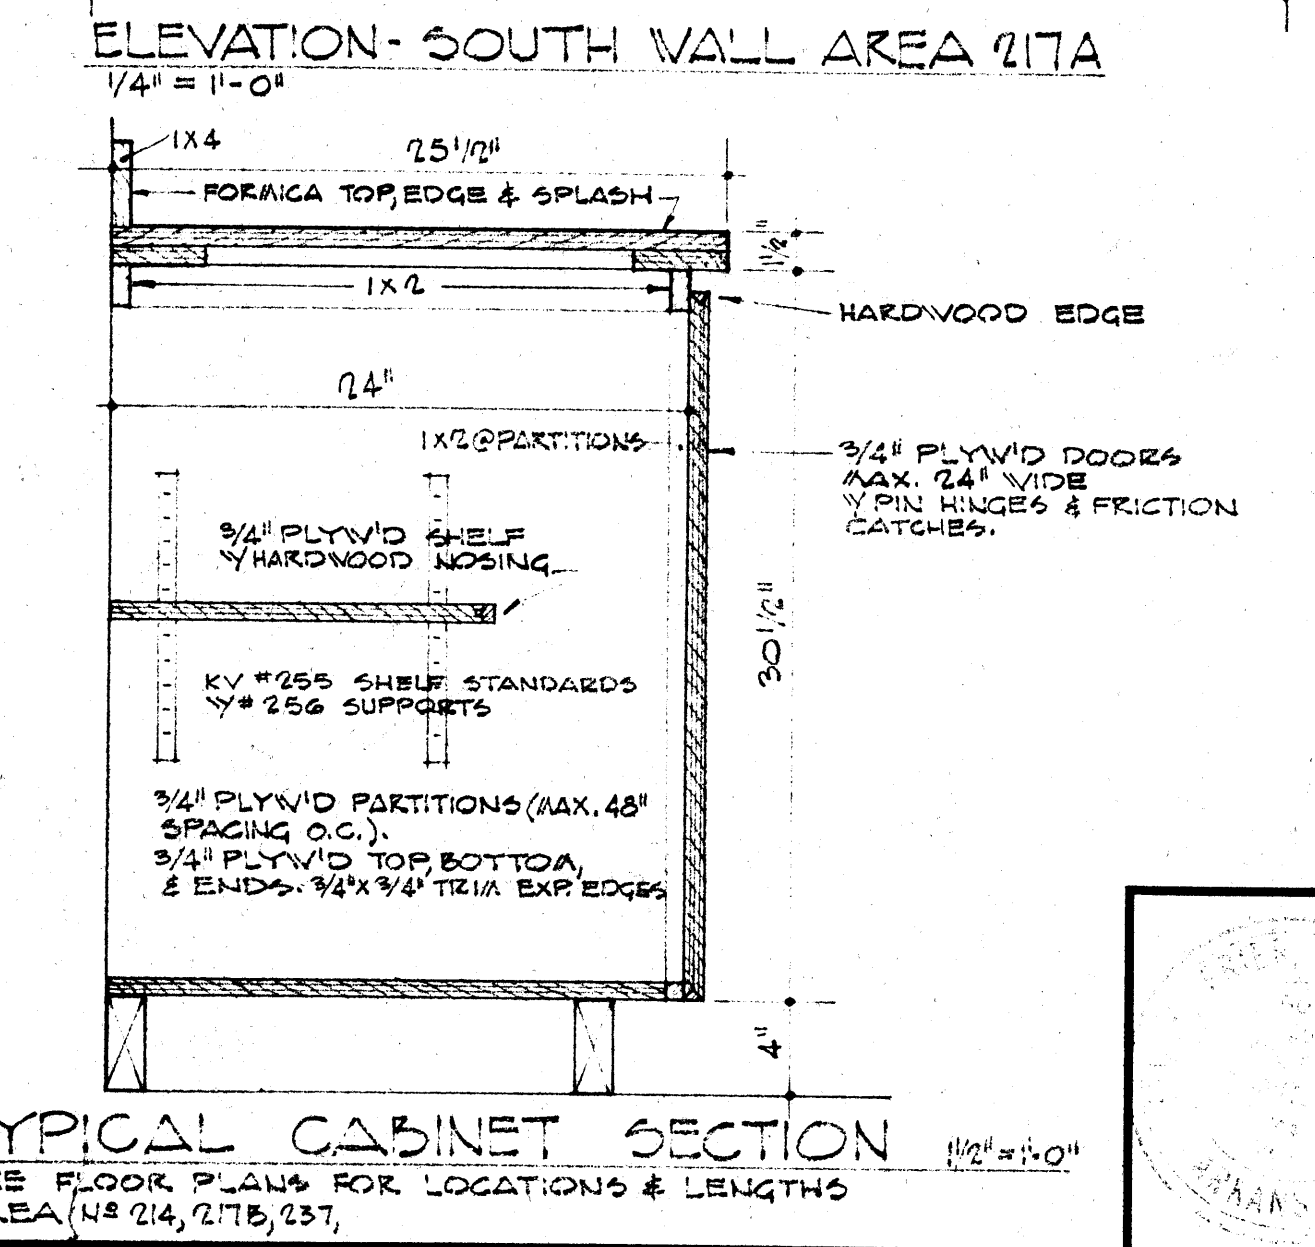 ELEVATION - SOUTH WALL AREA 217A
1/4" = 1'-0"
1X4
25 1/2"
FORMICA TOP, EDGE & SPLASH
1 1/2"
1X2
HARDWOOD EDGE
24"
1X2@PARTITIONS
3/4" PLYW'D DOORS
MAX. 24" WIDE
W/ PIN HINGES & FRICTION
CATCHES.
3/4" PLYW'D SHELF
W/ HARDWOOD NOSING
30 1/2"
KV #255 SHELF STANDARDS
W/ #256 SUPPORTS
3/4" PLYW'D PARTITIONS (MAX. 48"
SPACING O.C.).
3/4" PLYW'D TOP, BOTTOM,
& ENDS. 3/4" X 3/4" TRIM EXP. EDGES
4"
YPICAL CABINET SECTION
1 1/2" = 1'-0"
EE FLOOR PLANS FOR LOCATIONS & LENGTHS
REA Nº 214, 217B, 237,